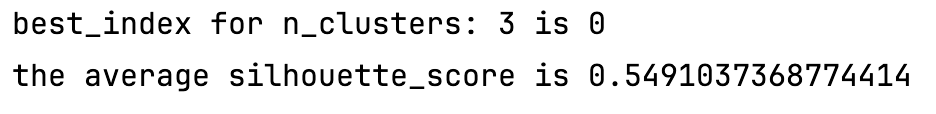 best_index for n_clusters: 3 is 0
the average silhouette_score is 0.5491037368774414